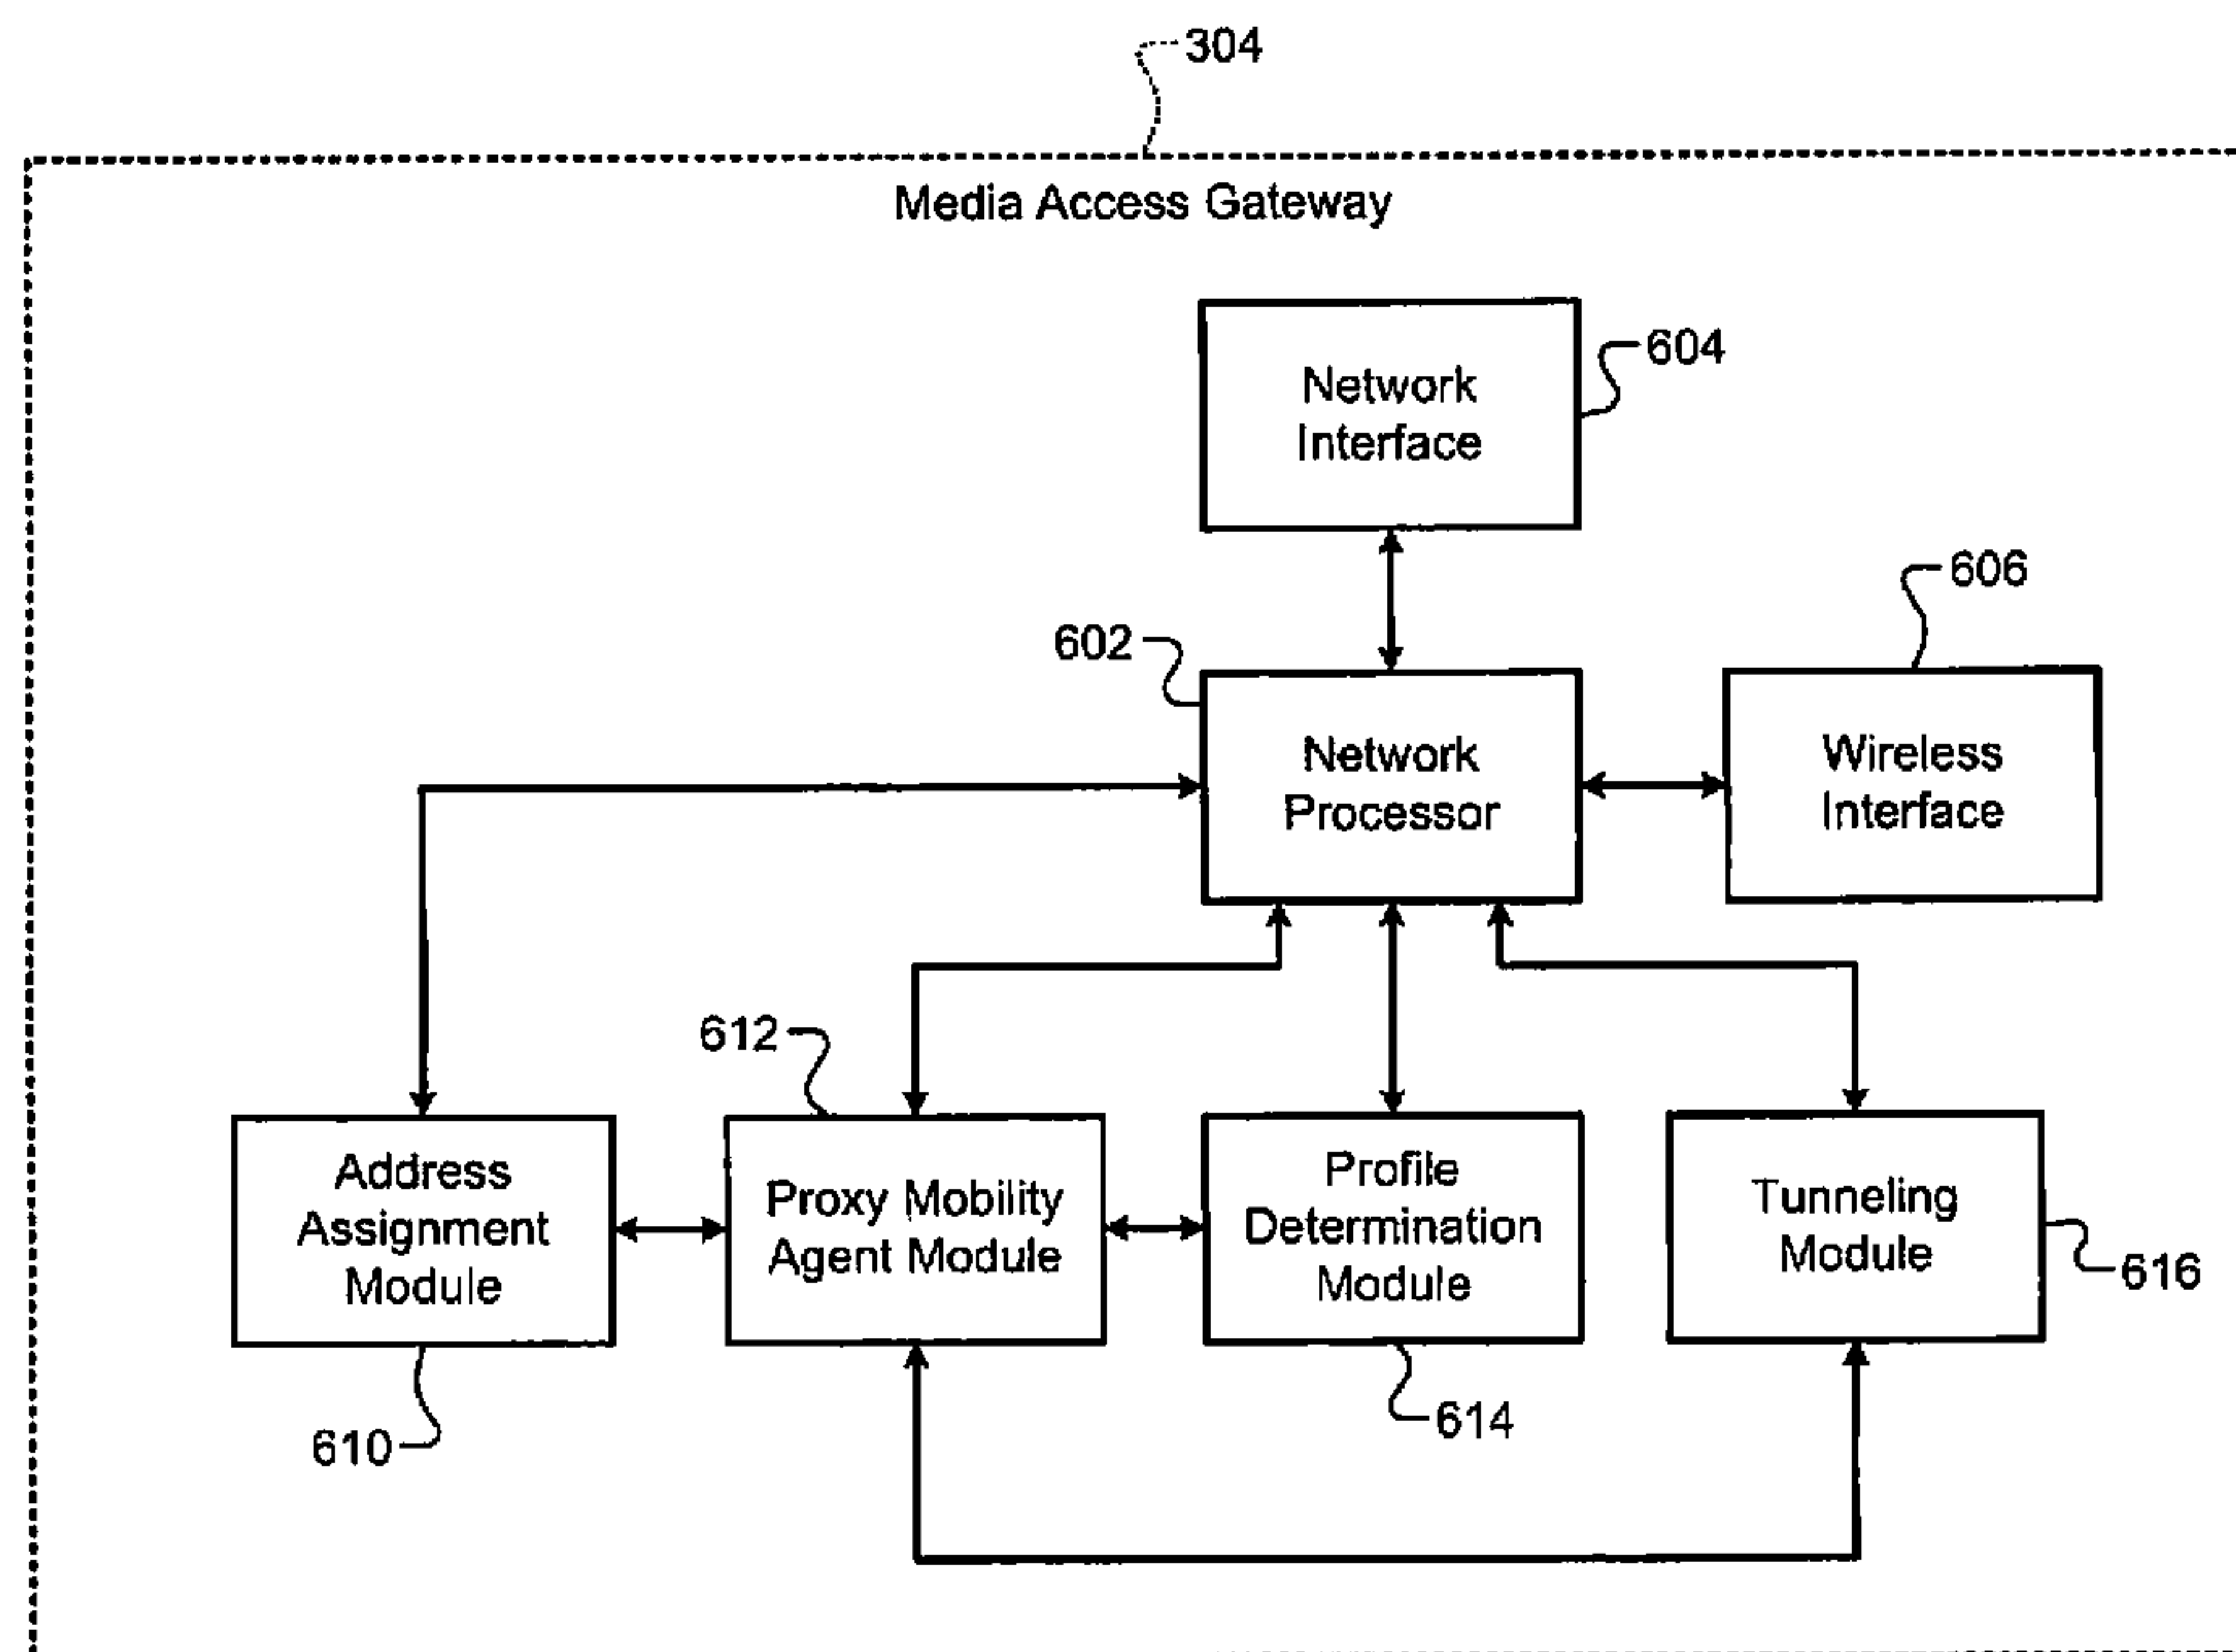 304
Media Access Gateway
Network
Interface
604
606
602
Network
Processor
Wireless
Interface
612
Address
Assignment
Module
Proxy Mobility
Agent Module
Profile
Determination
Module
Tunneling
Module
616
614
610